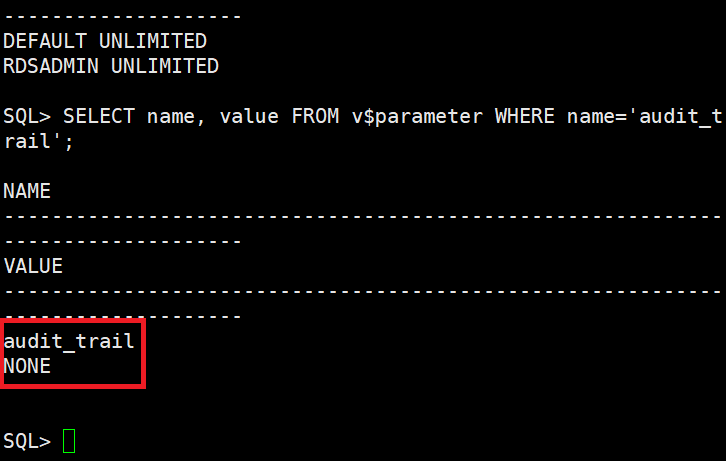 ---------------------
DEFAULT UNLIMITED
RDSADMIN UNLIMITED
SQL> SELECT name, value FROM v$parameter WHERE name='audit_t
rail';
NAME
------------------------------------------------------------
--------------------
VALUE
------------------------------------------------------------
--------------------
audit_trail
NONE
SQL>